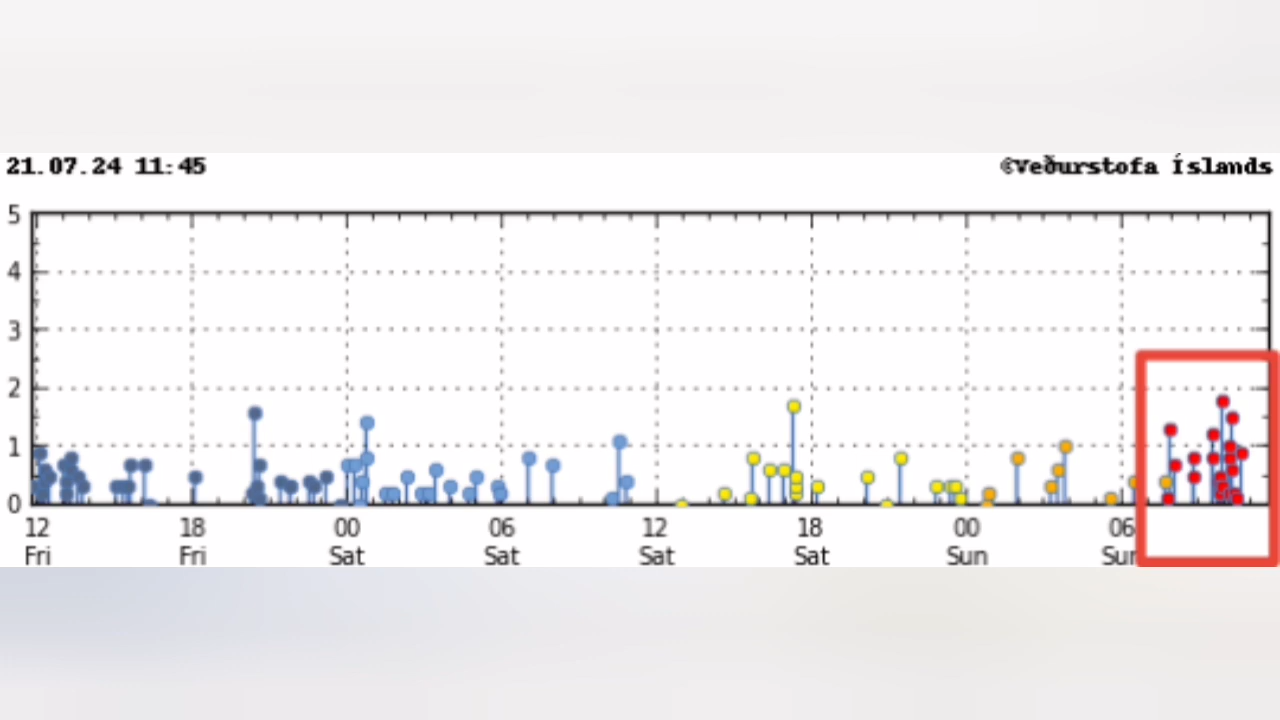 21.07.24 11:45 ©Veðurstofa Íslands
5
4
3
2
1
0
12 18 00 06 12 18 00 06
Fri Fri Sat Sat Sat Sat Sun Sun